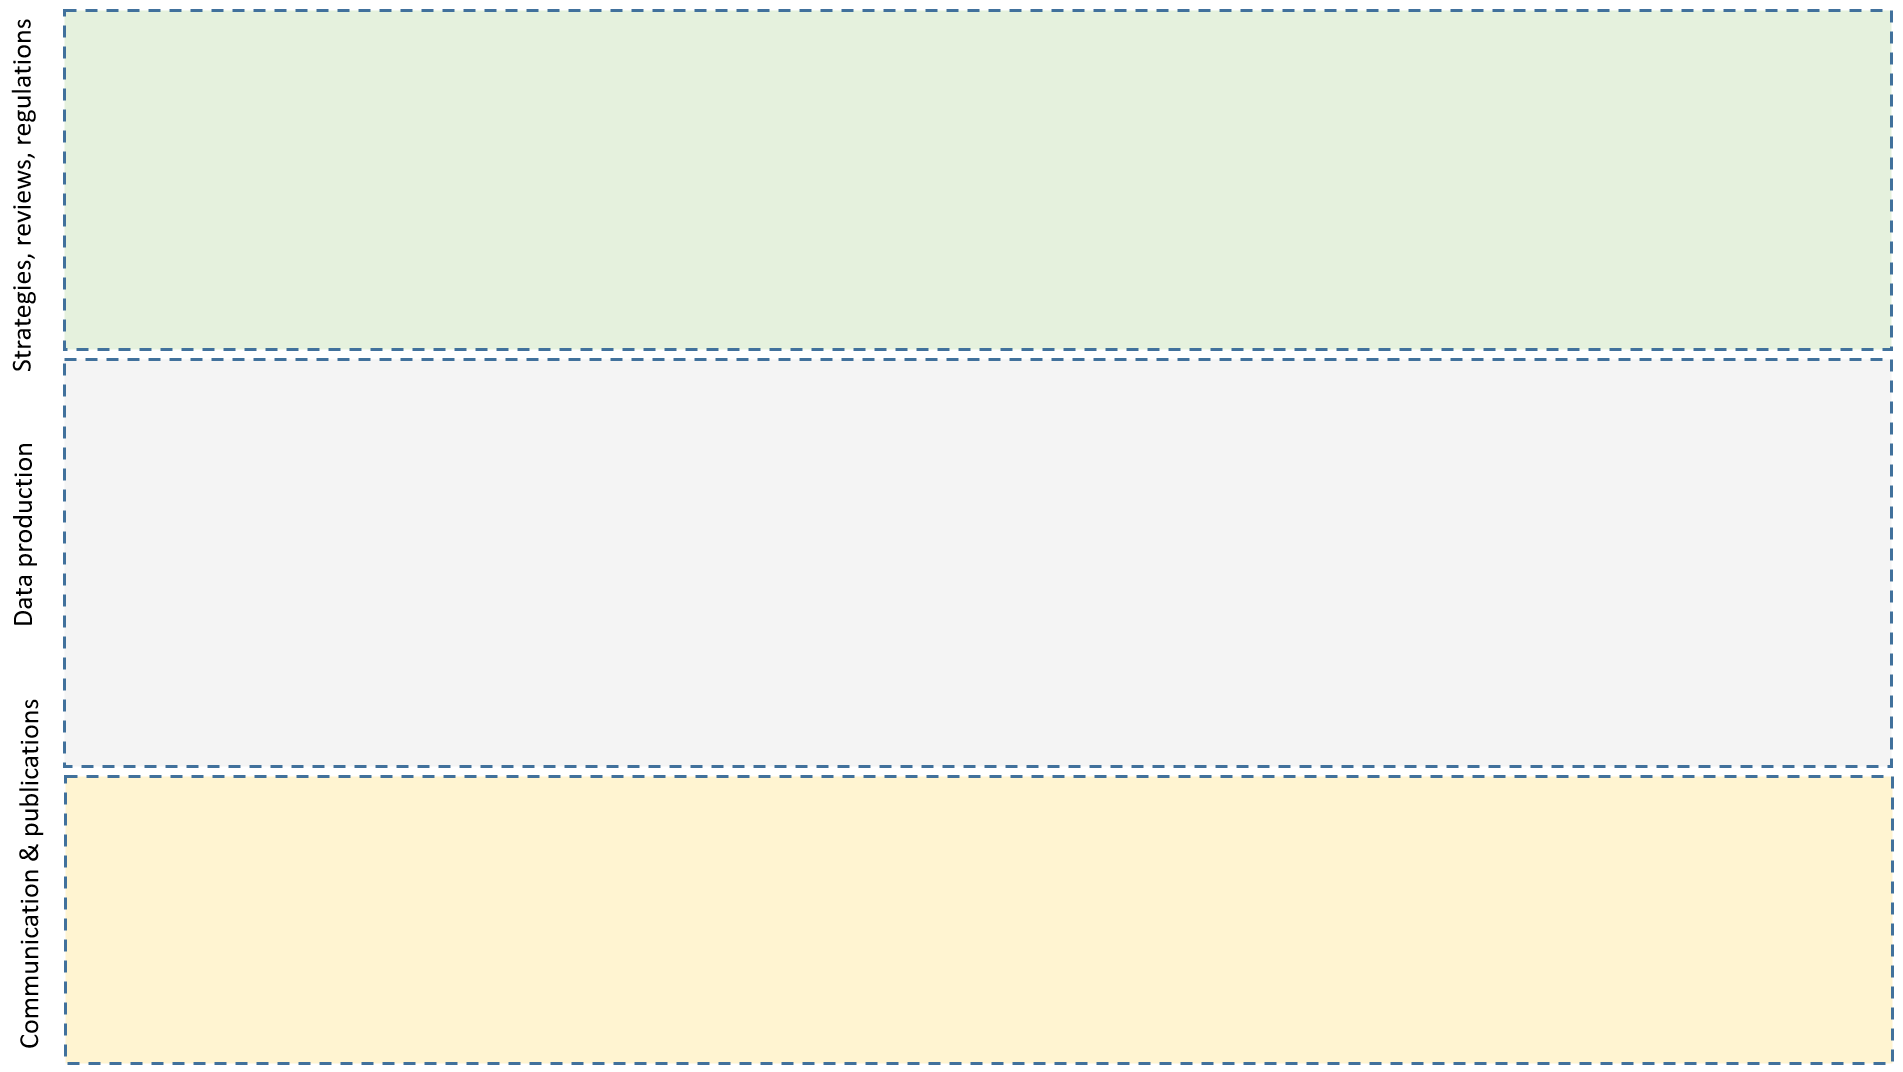 Strategies, reviews, regulations
Data production
Communication & publications